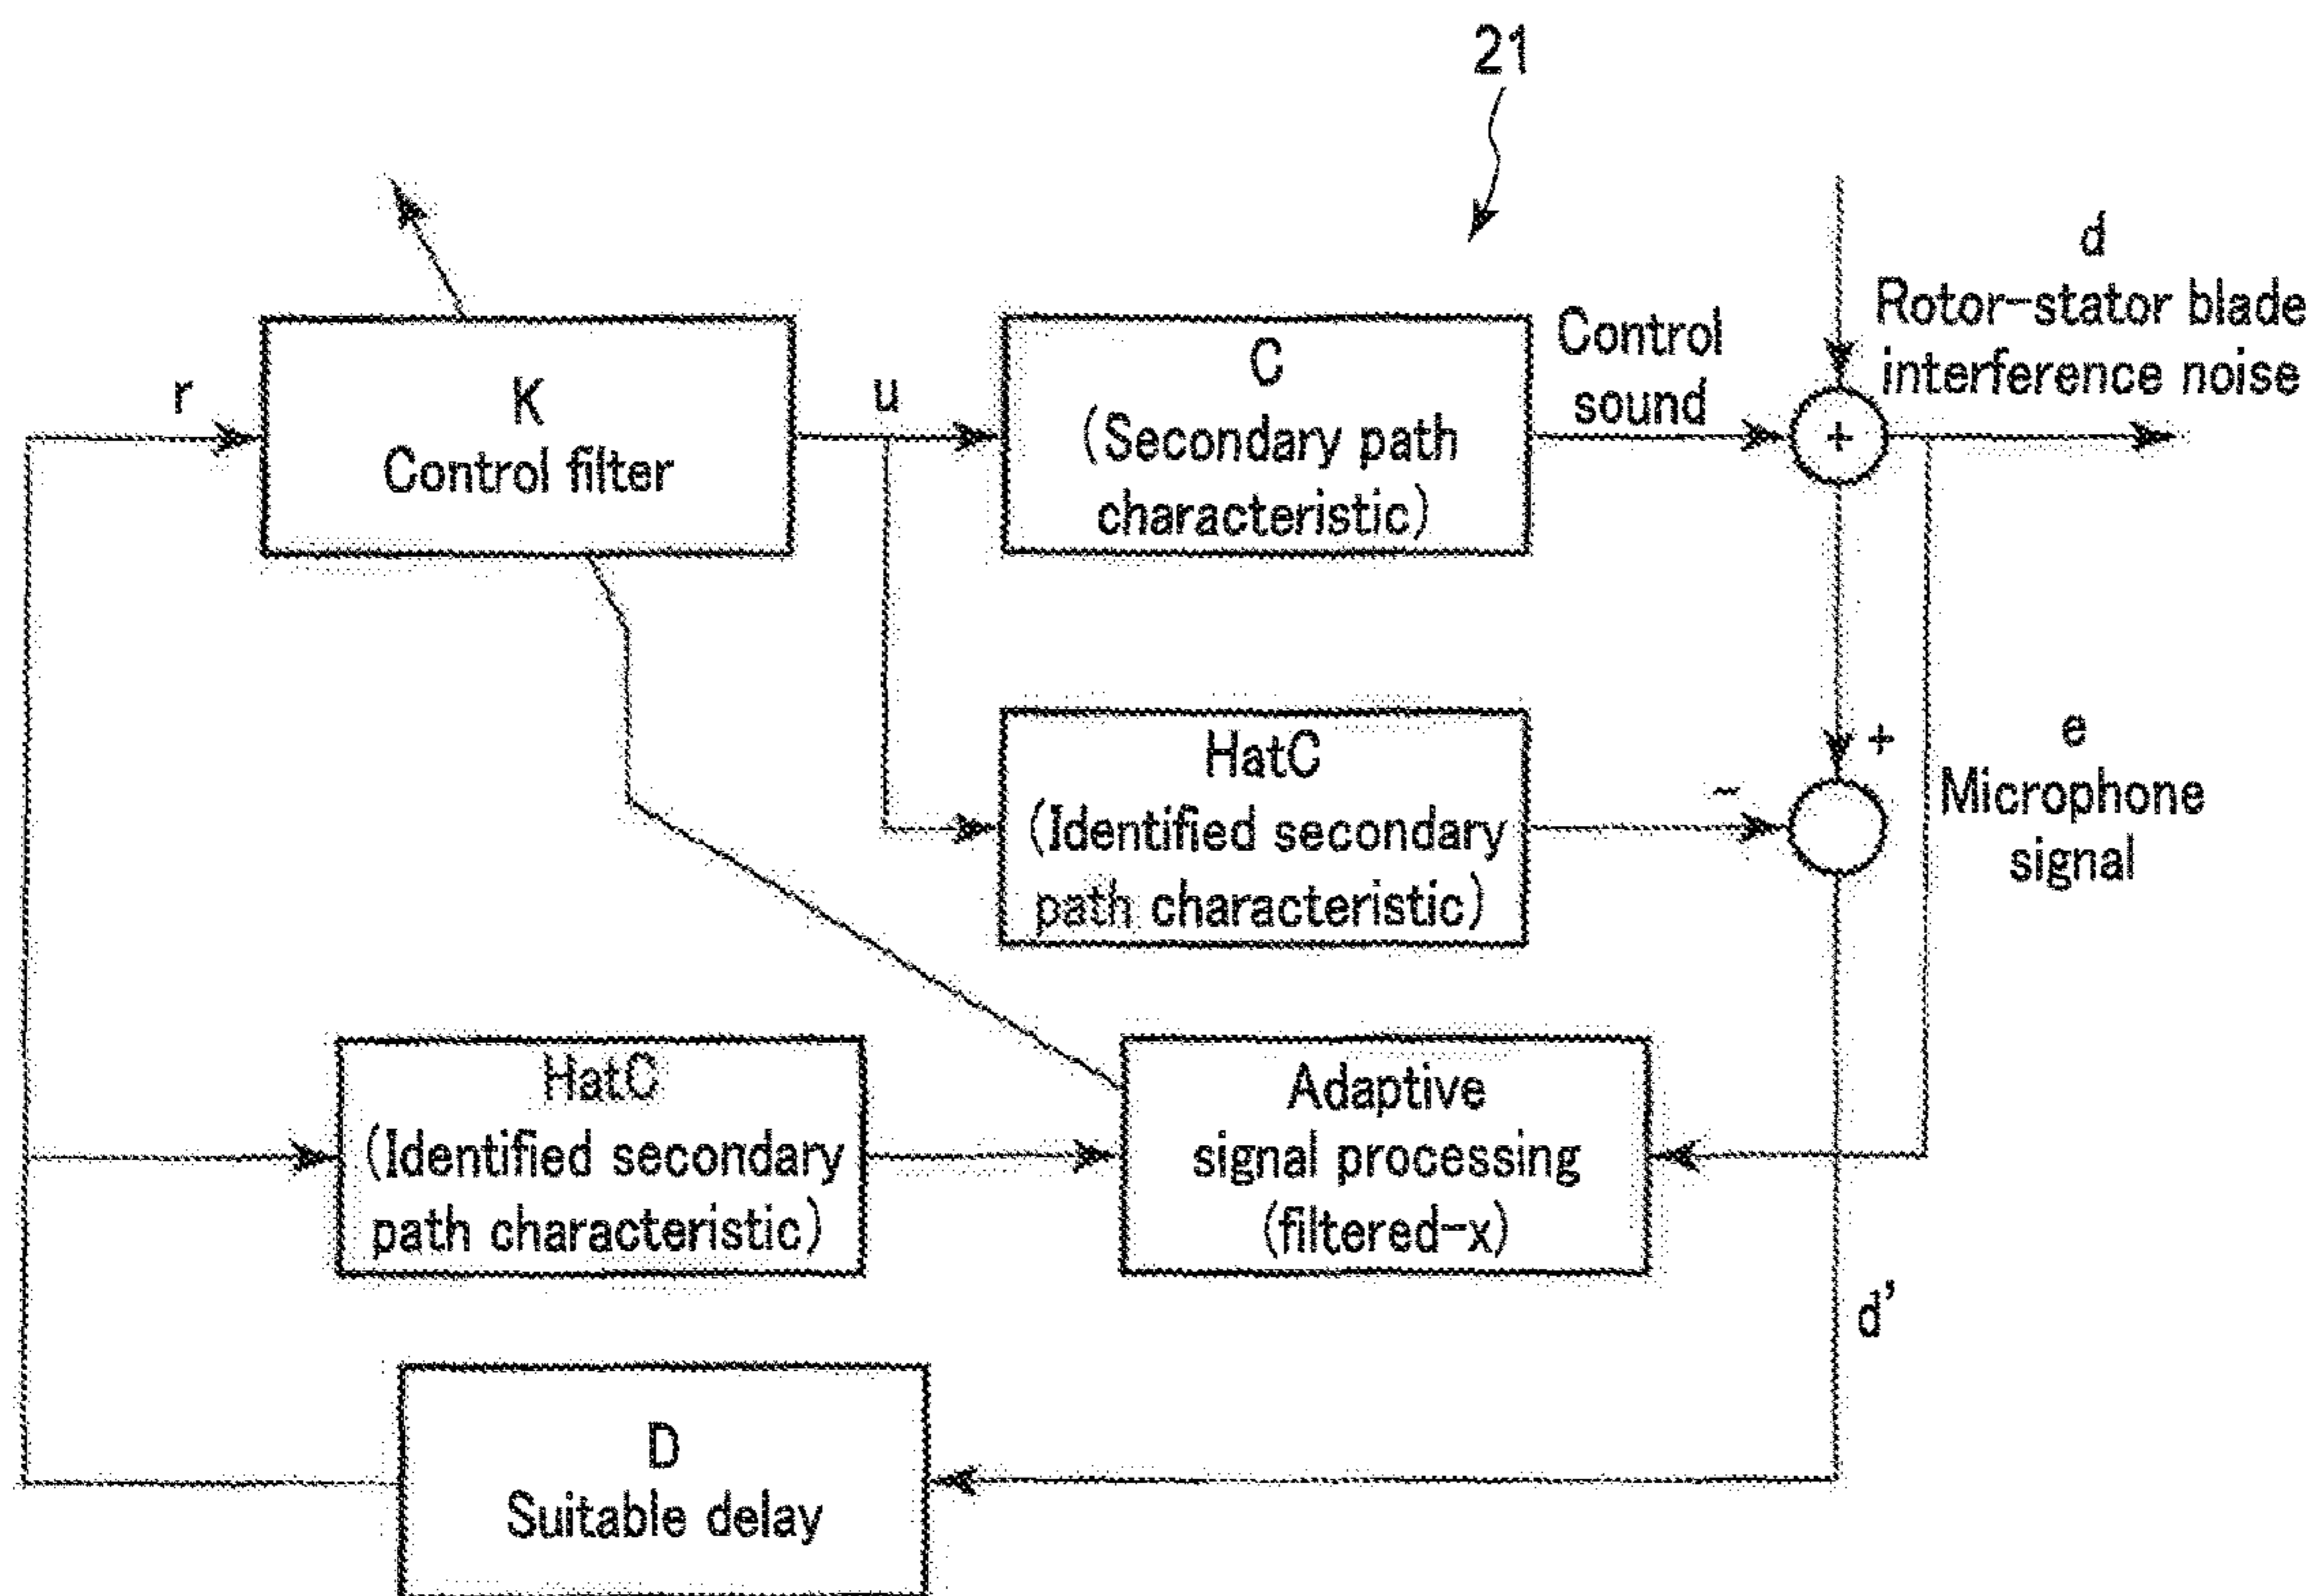 21
d
Rotor-stator blade
interference noise
Control
sound
r
K
Control filter
u
C
(Secondary path
characteristic)
+
+
-
HatC
(Identified secondary
path characteristic)
e
Microphone
signal
HatC
(Identified secondary
path characteristic)
Adaptive
signal processing
(filtered-x)
d'
D
Suitable delay